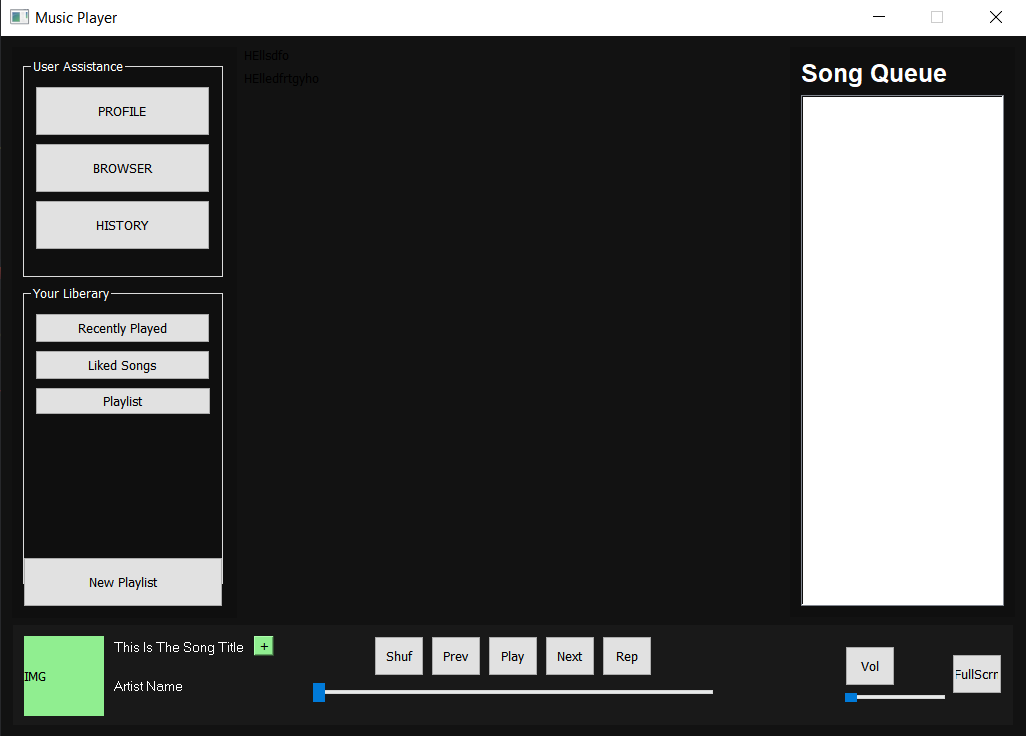 Music Player
User Assistance
PROFILE
BROWSER
HISTORY
Your Liberary
Recently Played
Liked Songs
Playlist
New Playlist
HEllsdfo
HElledfrtgyho
Song Queue
IMG
This Is The Song Title +
Artist Name
Shuf Prev Play Next Rep
Vol
FullScrr